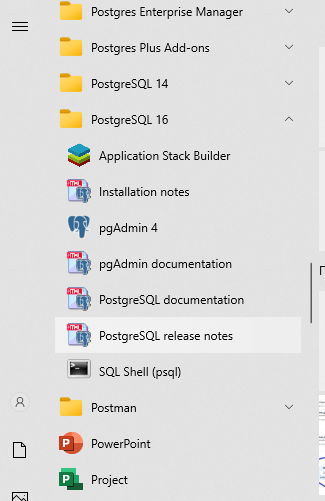 Postgres Enterprise Manager
Postgres Plus Add-ons
PostgreSQL 14
PostgreSQL 16
Application Stack Builder
Installation notes
pgAdmin 4
pgAdmin documentation
PostgreSQL documentation
PostgreSQL release notes
SQL Shell (psql)
Postman
PowerPoint
Project